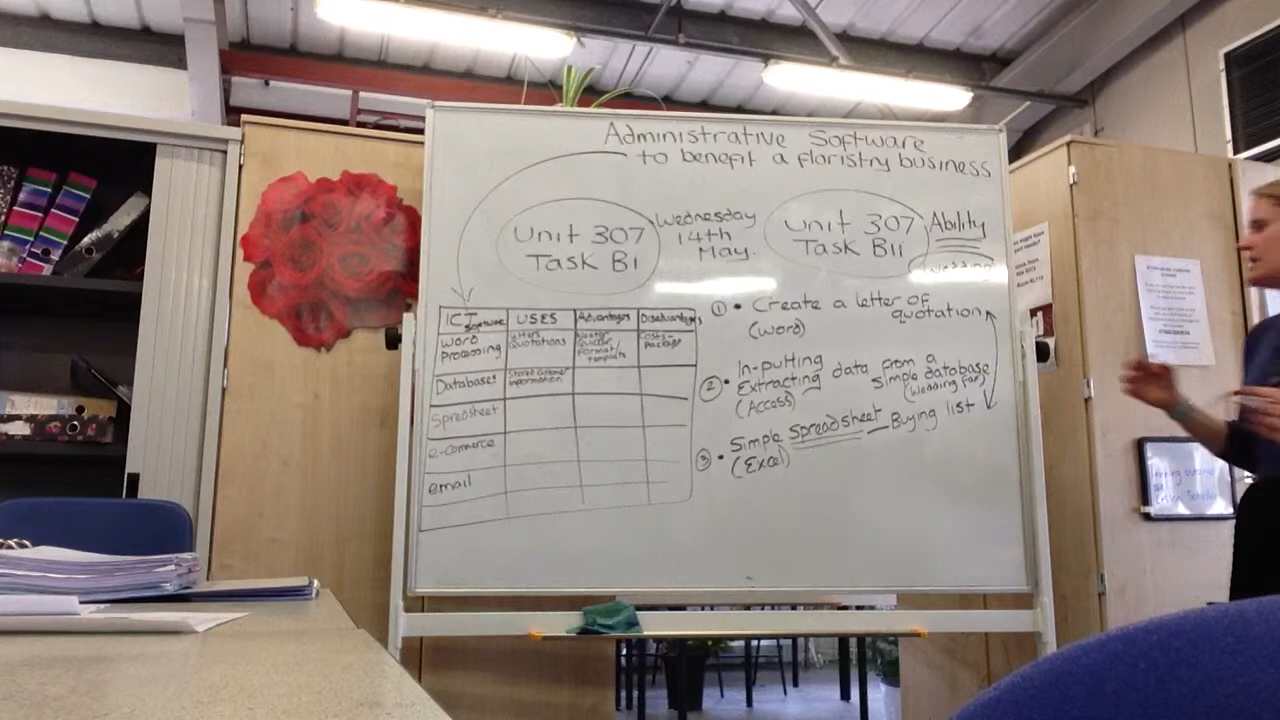 Administrative Software
to benefit a floristry business
Unit 307
Task B1
Wednesday
14th
May.
Unit 307
Task B11
Ability
Wedding
ICT Software
USES
Advantages
Disadvantages
Word
processing
letters
Quotations
Neater
Quicker
Format/
template
Costs -
package
Databases
Stored customer
information
Spredsheet
e-commerce
email
① • Create a letter of
quotation
(Word)
② • In-putting
Extracting data from a
simple database
(Access)
(Wedding fair)
③ • Simple Spreadsheet — Buying list
(Excel)